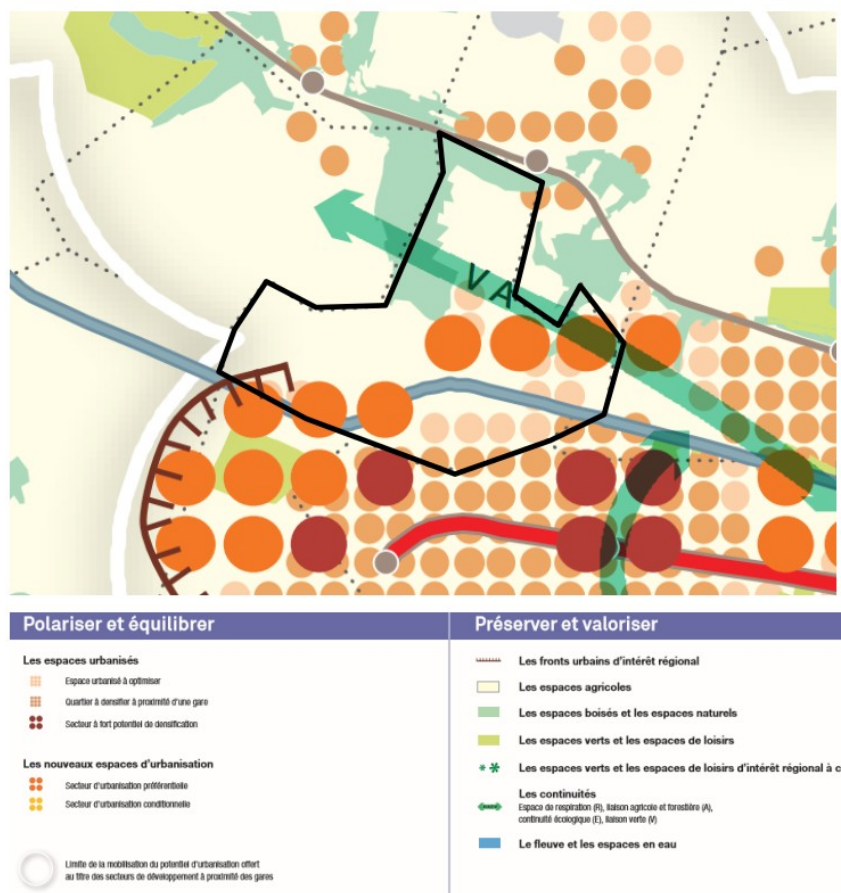 V A
Polariser et équilibrer
Les espaces urbanisés
Espace urbanisé à optimiser
Quartier à densifier à proximité d'une gare
Secteur à fort potentiel de densification
Les nouveaux espaces d'urbanisation
Secteur d'urbanisation préférentielle
Secteur d'urbanisation conditionnelle
Limite de la mobilisation du potentiel d'urbanisation offert
au titre des secteurs de développement à proximité des gares
Préserver et valoriser
Les fronts urbains d'intérêt régional
Les espaces agricoles
Les espaces boisés et les espaces naturels
Les espaces verts et les espaces de loisirs
Les espaces verts et les espaces de loisirs d'intérêt régional à c
Les continuités
Espace de respiration (R), liaison agricole et forestière (A),
continuité écologique (E), liaison verte (V)
Le fleuve et les espaces en eau